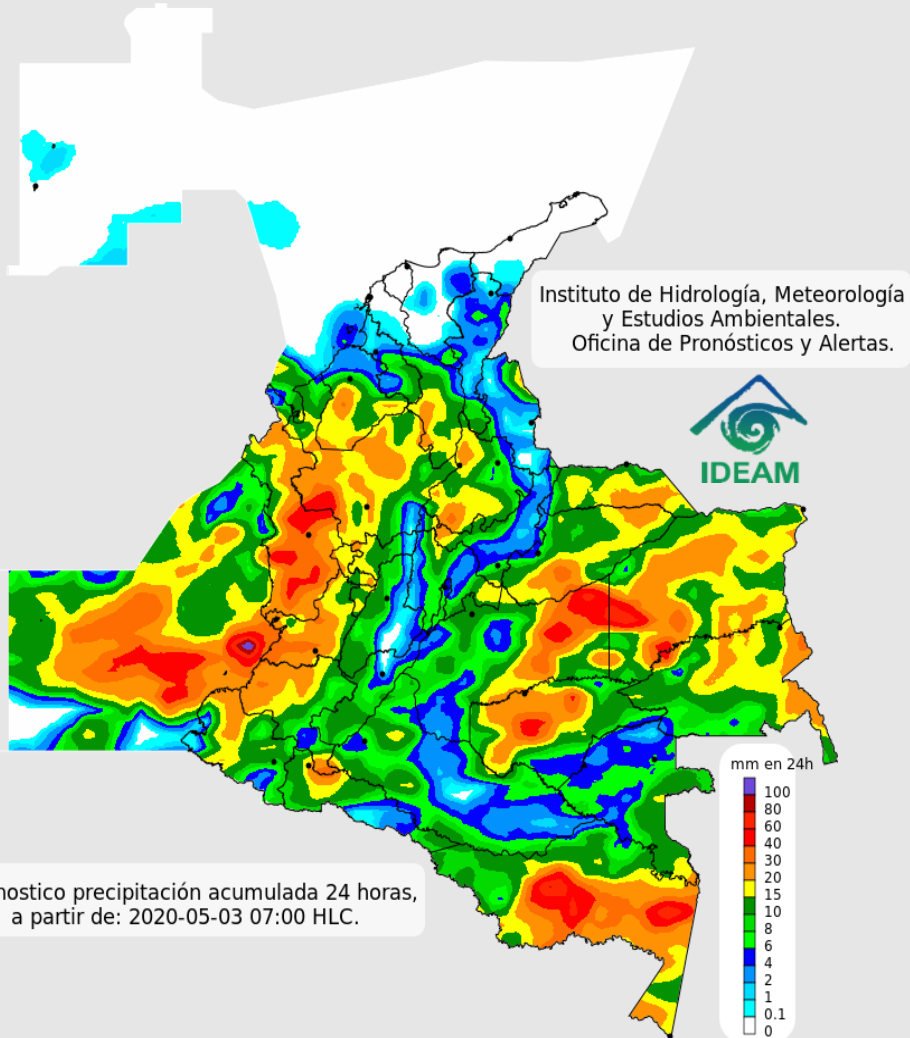 Instituto de Hidrología, Meteorología
y Estudios Ambientales.
Oficina de Pronósticos y Alertas.
IDEAM
mm en 24h
100
80
60
40
30
20
15
10
8
6
4
2
1
0.1
0
nostico precipitación acumulada 24 horas,
a partir de: 2020-05-03 07:00 HLC.